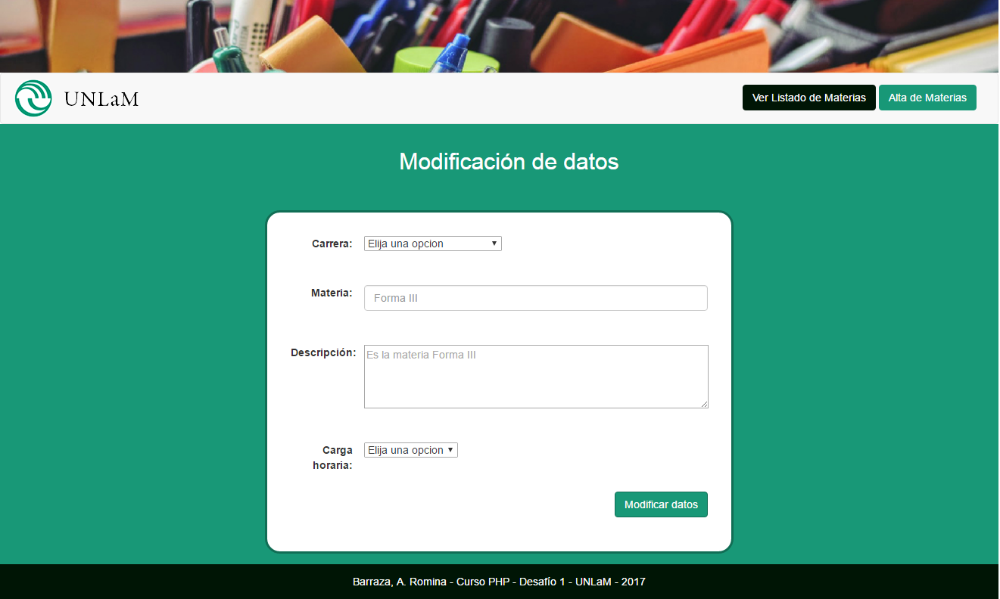 UNLaM
Ver Listado de Materias
Alta de Materias
Modificación de datos
Carrera:
Elija una opcion
Materia:
Forma III
Descripción:
Es la materia Forma III
Carga
horaria:
Elija una opcion
Modificar datos
Barraza, A. Romina - Curso PHP - Desafío 1 - UNLaM - 2017